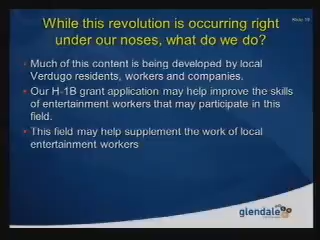 While this revolution is occurring right
under our noses, what do we do?
• Much of this content is being developed by local
Verdugo residents, workers and companies.
• Our H-1B grant application may help improve the skills
of entertainment workers that may participate in this
field.
• This field may help supplement the work of local
entertainment workers
glendale